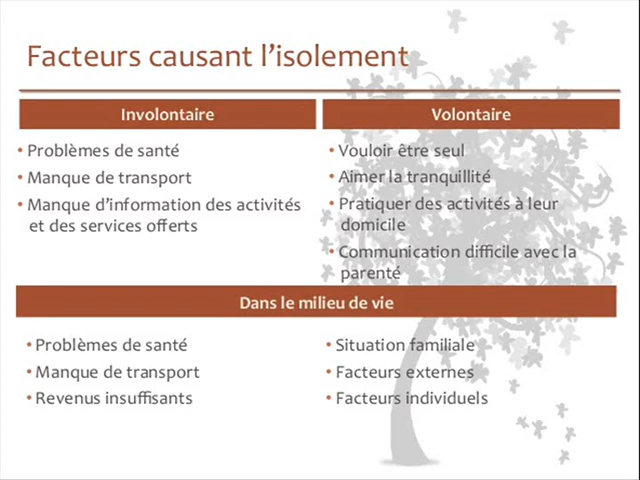 Facteurs causant l’isolement
Involontaire
• Problèmes de santé
• Manque de transport
• Manque d’information des activités
et des services offerts
Volontaire
• Vouloir être seul
• Aimer la tranquillité
• Pratiquer des activités à leur
domicile
• Communication difficile avec la
parenté
Dans le milieu de vie
• Problèmes de santé
• Manque de transport
• Revenus insuffisants
• Situation familiale
• Facteurs externes
• Facteurs individuels